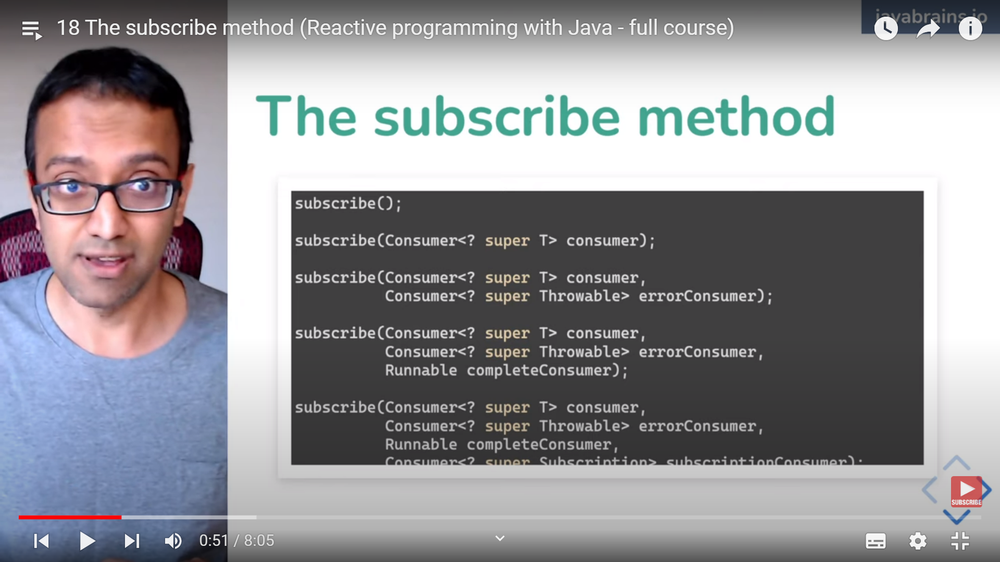 18 The subscribe method (Reactive programming with Java - full course)
javabrains.io
The subscribe method
subscribe();
subscribe(Consumer<? super T> consumer);
subscribe(Consumer<? super T> consumer,
Consumer<? super Throwable> errorConsumer);
subscribe(Consumer<? super T> consumer,
Consumer<? super Throwable> errorConsumer,
Runnable completeConsumer);
subscribe(Consumer<? super T> consumer,
Consumer<? super Throwable> errorConsumer,
Runnable completeConsumer,
Consumer<? super Subscription> subscriptionConsumer);
SUBSCRIBE
0:51 / 8:05